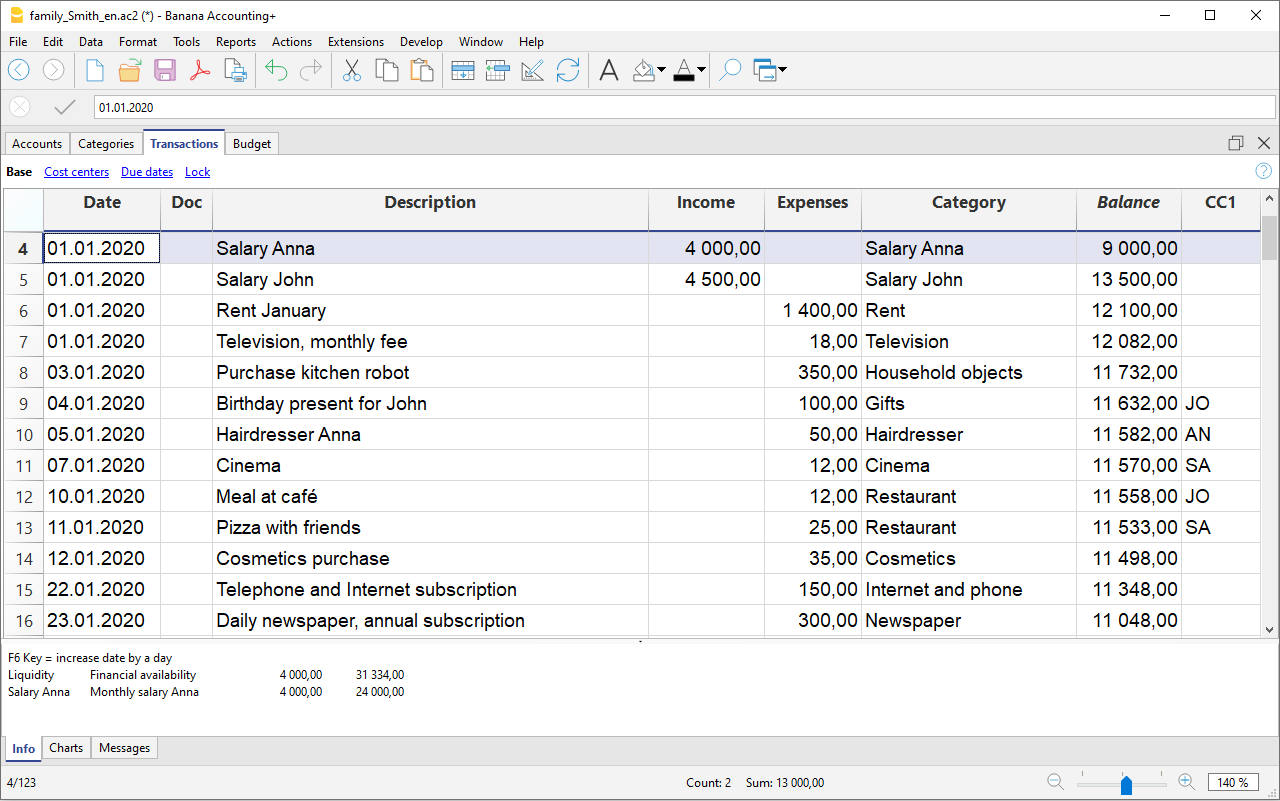 family_Smith_en.ac2 (*) - Banana Accounting+
File Edit Data Format Tools Reports Actions Extensions Develop Window Help
01.01.2020
Accounts Categories Transactions Budget
Base Cost centers Due dates Lock
Date Doc Description Income Expenses Category Balance CC1
4 01.01.2020 Salary Anna 4 000,00 Salary Anna 9 000,00
5 01.01.2020 Salary John 4 500,00 Salary John 13 500,00
6 01.01.2020 Rent January 1 400,00 Rent 12 100,00
7 01.01.2020 Television, monthly fee 18,00 Television 12 082,00
8 03.01.2020 Purchase kitchen robot 350,00 Household objects 11 732,00
9 04.01.2020 Birthday present for John 100,00 Gifts 11 632,00 JO
10 05.01.2020 Hairdresser Anna 50,00 Hairdresser 11 582,00 AN
11 07.01.2020 Cinema 12,00 Cinema 11 570,00 SA
12 10.01.2020 Meal at café 12,00 Restaurant 11 558,00 JO
13 11.01.2020 Pizza with friends 25,00 Restaurant 11 533,00 SA
14 12.01.2020 Cosmetics purchase 35,00 Cosmetics 11 498,00
15 22.01.2020 Telephone and Internet subscription 150,00 Internet and phone 11 348,00
16 23.01.2020 Daily newspaper, annual subscription 300,00 Newspaper 11 048,00
F6 Key = increase date by a day
Liquidity Financial availability 4 000,00 31 334,00
Salary Anna Monthly salary Anna 4 000,00 24 000,00
Info Charts Messages
4/123 Count: 2 Sum: 13 000,00 140 %